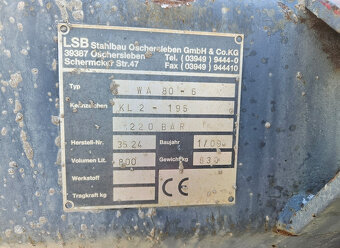 LSB Stahlbau Oschersleben GmbH & Co.KG
39387 Oschersleben Tel. (03949) 9444-0
Schermcker Str.47 Fax (03949) 944410
Typ WA 80-6
Kennzeichen KL 2-195
220 BAR
Herstell-Nr. 3524 Baujahr 1/09
Volumen Lit. 800 Gewicht kg 830
Werkstoff
Tragkraft kg CE